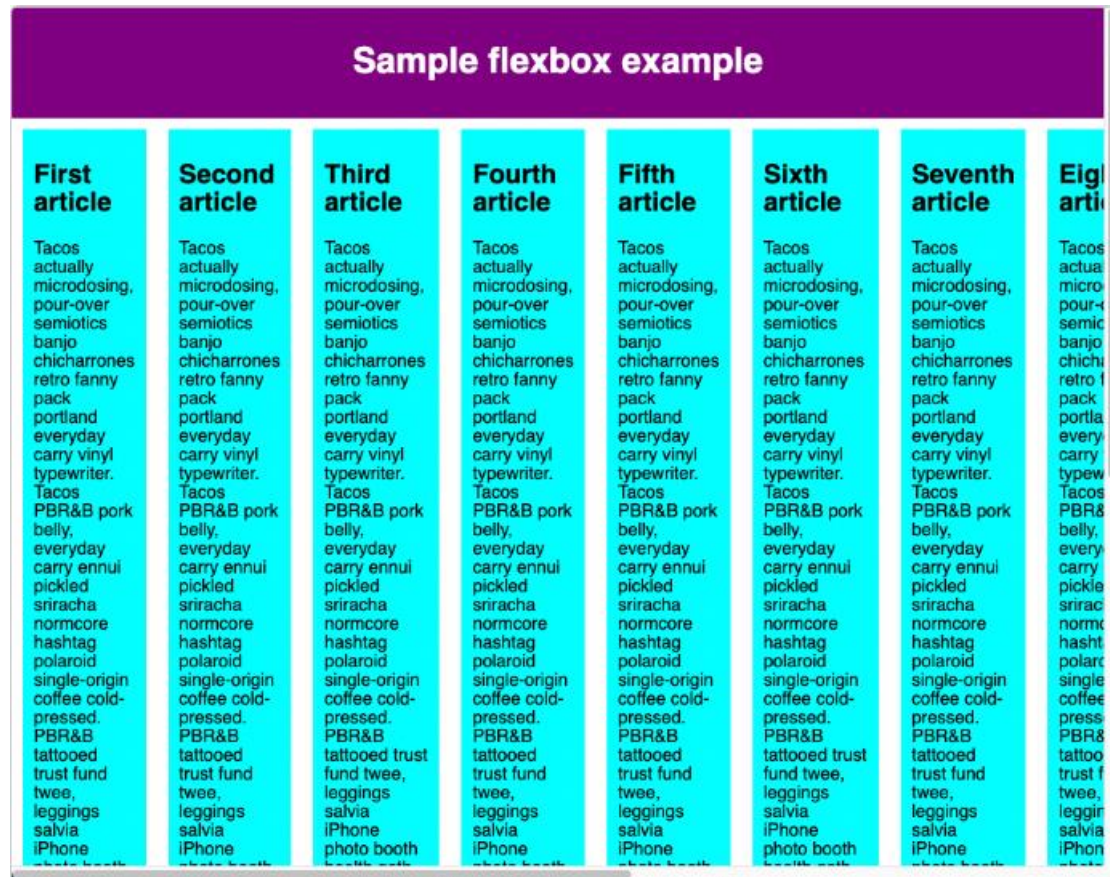 Sample flexbox example
First
article
Tacos
actually
microdosing,
pour-over
semiotics
banjo
chicharrones
retro fanny
pack
portland
everyday
carry vinyl
typewriter.
Tacos
PBR&B pork
belly,
everyday
carry ennui
pickled
sriracha
normcore
hashtag
polaroid
single-origin
coffee cold-
pressed.
PBR&B
tattooed
trust fund
twee,
leggings
salvia
iPhone
Second
article
Tacos
actually
microdosing,
pour-over
semiotics
banjo
chicharrones
retro fanny
pack
portland
everyday
carry vinyl
typewriter.
Tacos
PBR&B pork
belly,
everyday
carry ennui
pickled
sriracha
normcore
hashtag
polaroid
single-origin
coffee cold-
pressed.
PBR&B
tattooed
trust fund
twee,
leggings
salvia
iPhone
Third
article
Tacos
actually
microdosing,
pour-over
semiotics
banjo
chicharrones
retro fanny
pack
portland
everyday
carry vinyl
typewriter.
Tacos
PBR&B pork
belly,
everyday
carry ennui
pickled
sriracha
normcore
hashtag
polaroid
single-origin
coffee cold-
pressed.
PBR&B
tattooed trust
fund twee,
leggings
salvia
iPhone
photo booth
Fourth
article
Tacos
actually
microdosing,
pour-over
semiotics
banjo
chicharrones
retro fanny
pack
portland
everyday
carry vinyl
typewriter.
Tacos
PBR&B pork
belly,
everyday
carry ennui
pickled
sriracha
normcore
hashtag
polaroid
single-origin
coffee cold-
pressed.
PBR&B
tattooed
trust fund
twee,
leggings
salvia
iPhone
Fifth
article
Tacos
actually
microdosing,
pour-over
semiotics
banjo
chicharrones
retro fanny
pack
portland
everyday
carry vinyl
typewriter.
Tacos
PBR&B pork
belly,
everyday
carry ennui
pickled
sriracha
normcore
hashtag
polaroid
single-origin
coffee cold-
pressed.
PBR&B
tattooed
trust fund
twee,
leggings
salvia
iPhone
Sixth
article
Tacos
actually
microdosing,
pour-over
semiotics
banjo
chicharrones
retro fanny
pack
portland
everyday
carry vinyl
typewriter.
Tacos
PBR&B pork
belly,
everyday
carry ennui
pickled
sriracha
normcore
hashtag
polaroid
single-origin
coffee cold-
pressed.
PBR&B
tattooed trust
fund twee,
leggings
salvia
iPhone
photo booth
Seventh
article
Tacos
actually
microdosing,
pour-over
semiotics
banjo
chicharrones
retro fanny
pack
portland
everyday
carry vinyl
typewriter.
Tacos
PBR&B pork
belly,
everyday
carry ennui
pickled
sriracha
normcore
hashtag
polaroid
single-origin
coffee cold-
pressed.
PBR&B
tattooed
trust fund
twee,
leggings
salvia
iPhone
Tacos
banjo
retro
pack
carry
Tacos
belly,
carry
trust
twee,
salvia